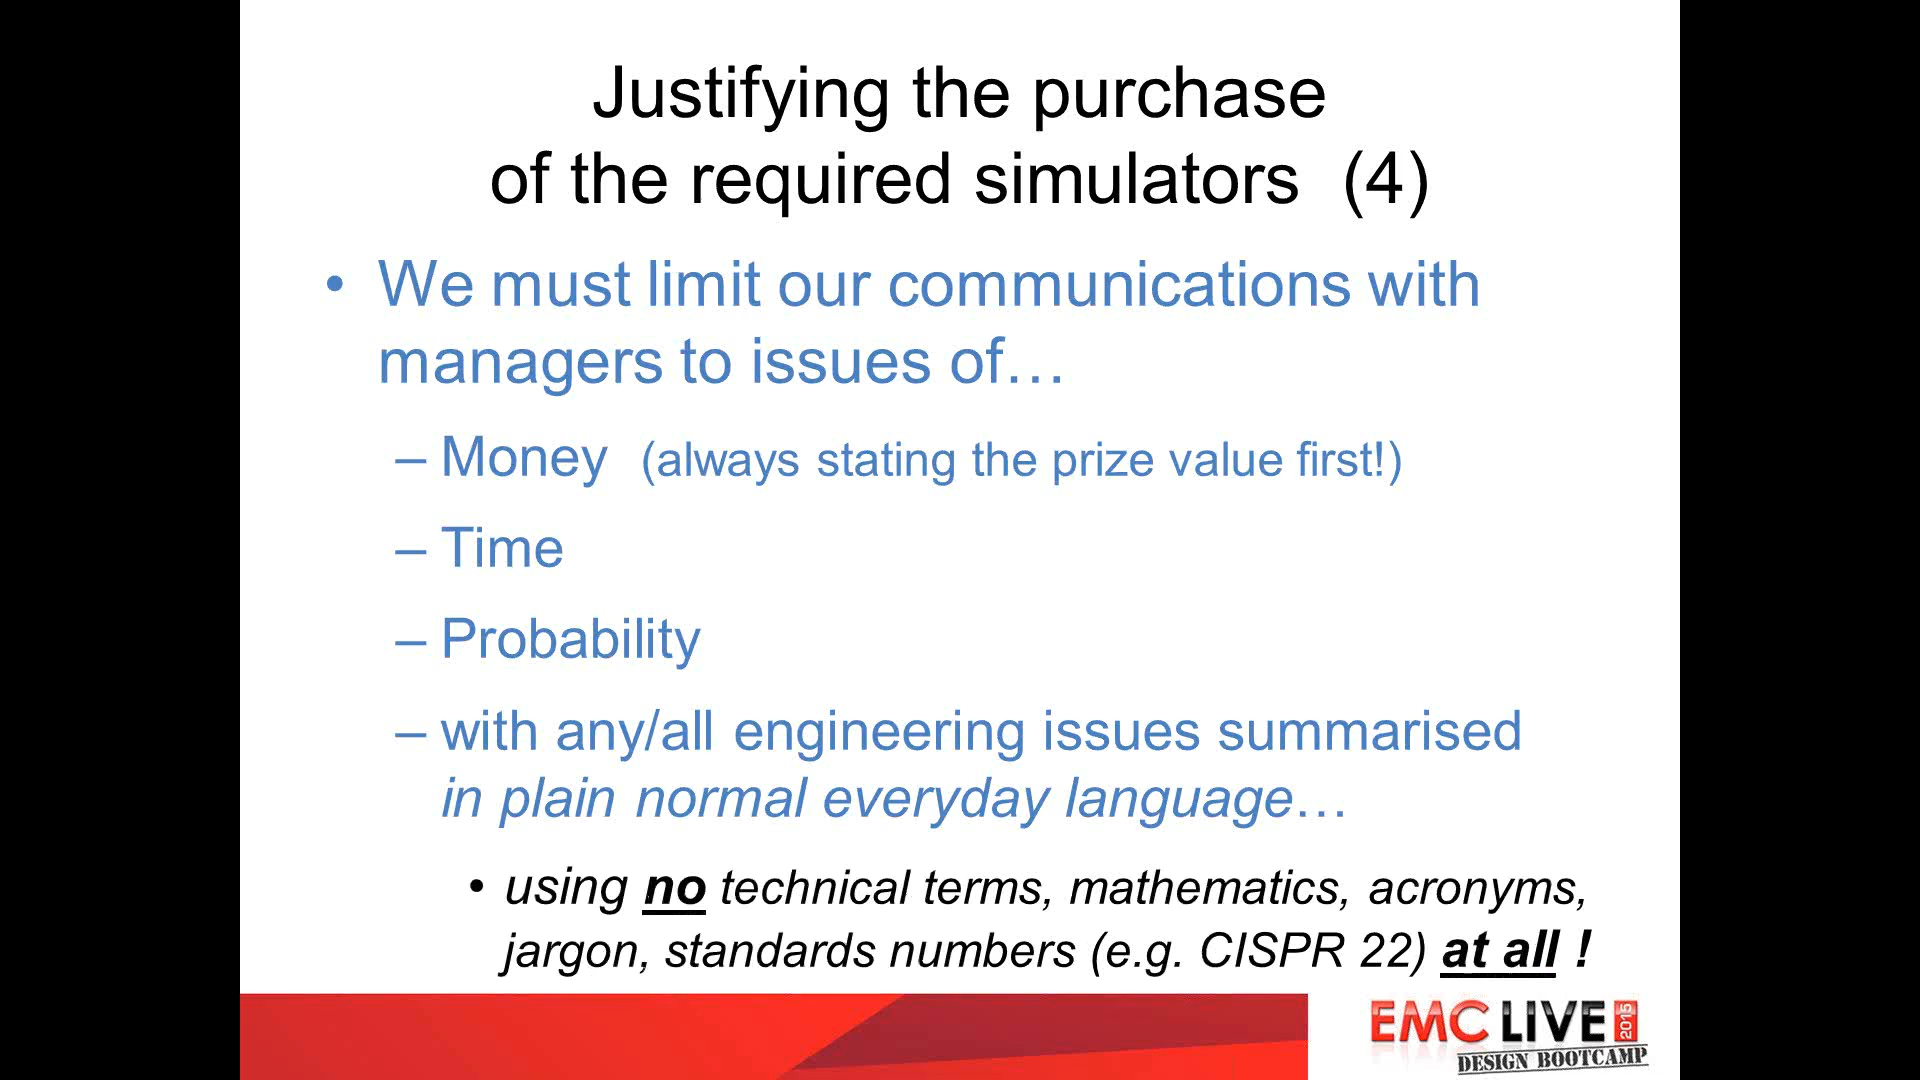 Justifying the purchase
of the required simulators (4)
• We must limit our communications with
managers to issues of…
– Money (always stating the prize value first!)
– Time
– Probability
– with any/all engineering issues summarised
in plain normal everyday language…
• using no technical terms, mathematics, acronyms,
jargon, standards numbers (e.g. CISPR 22) at all !
EMC LIVE 2015
DESIGN BOOTCAMP